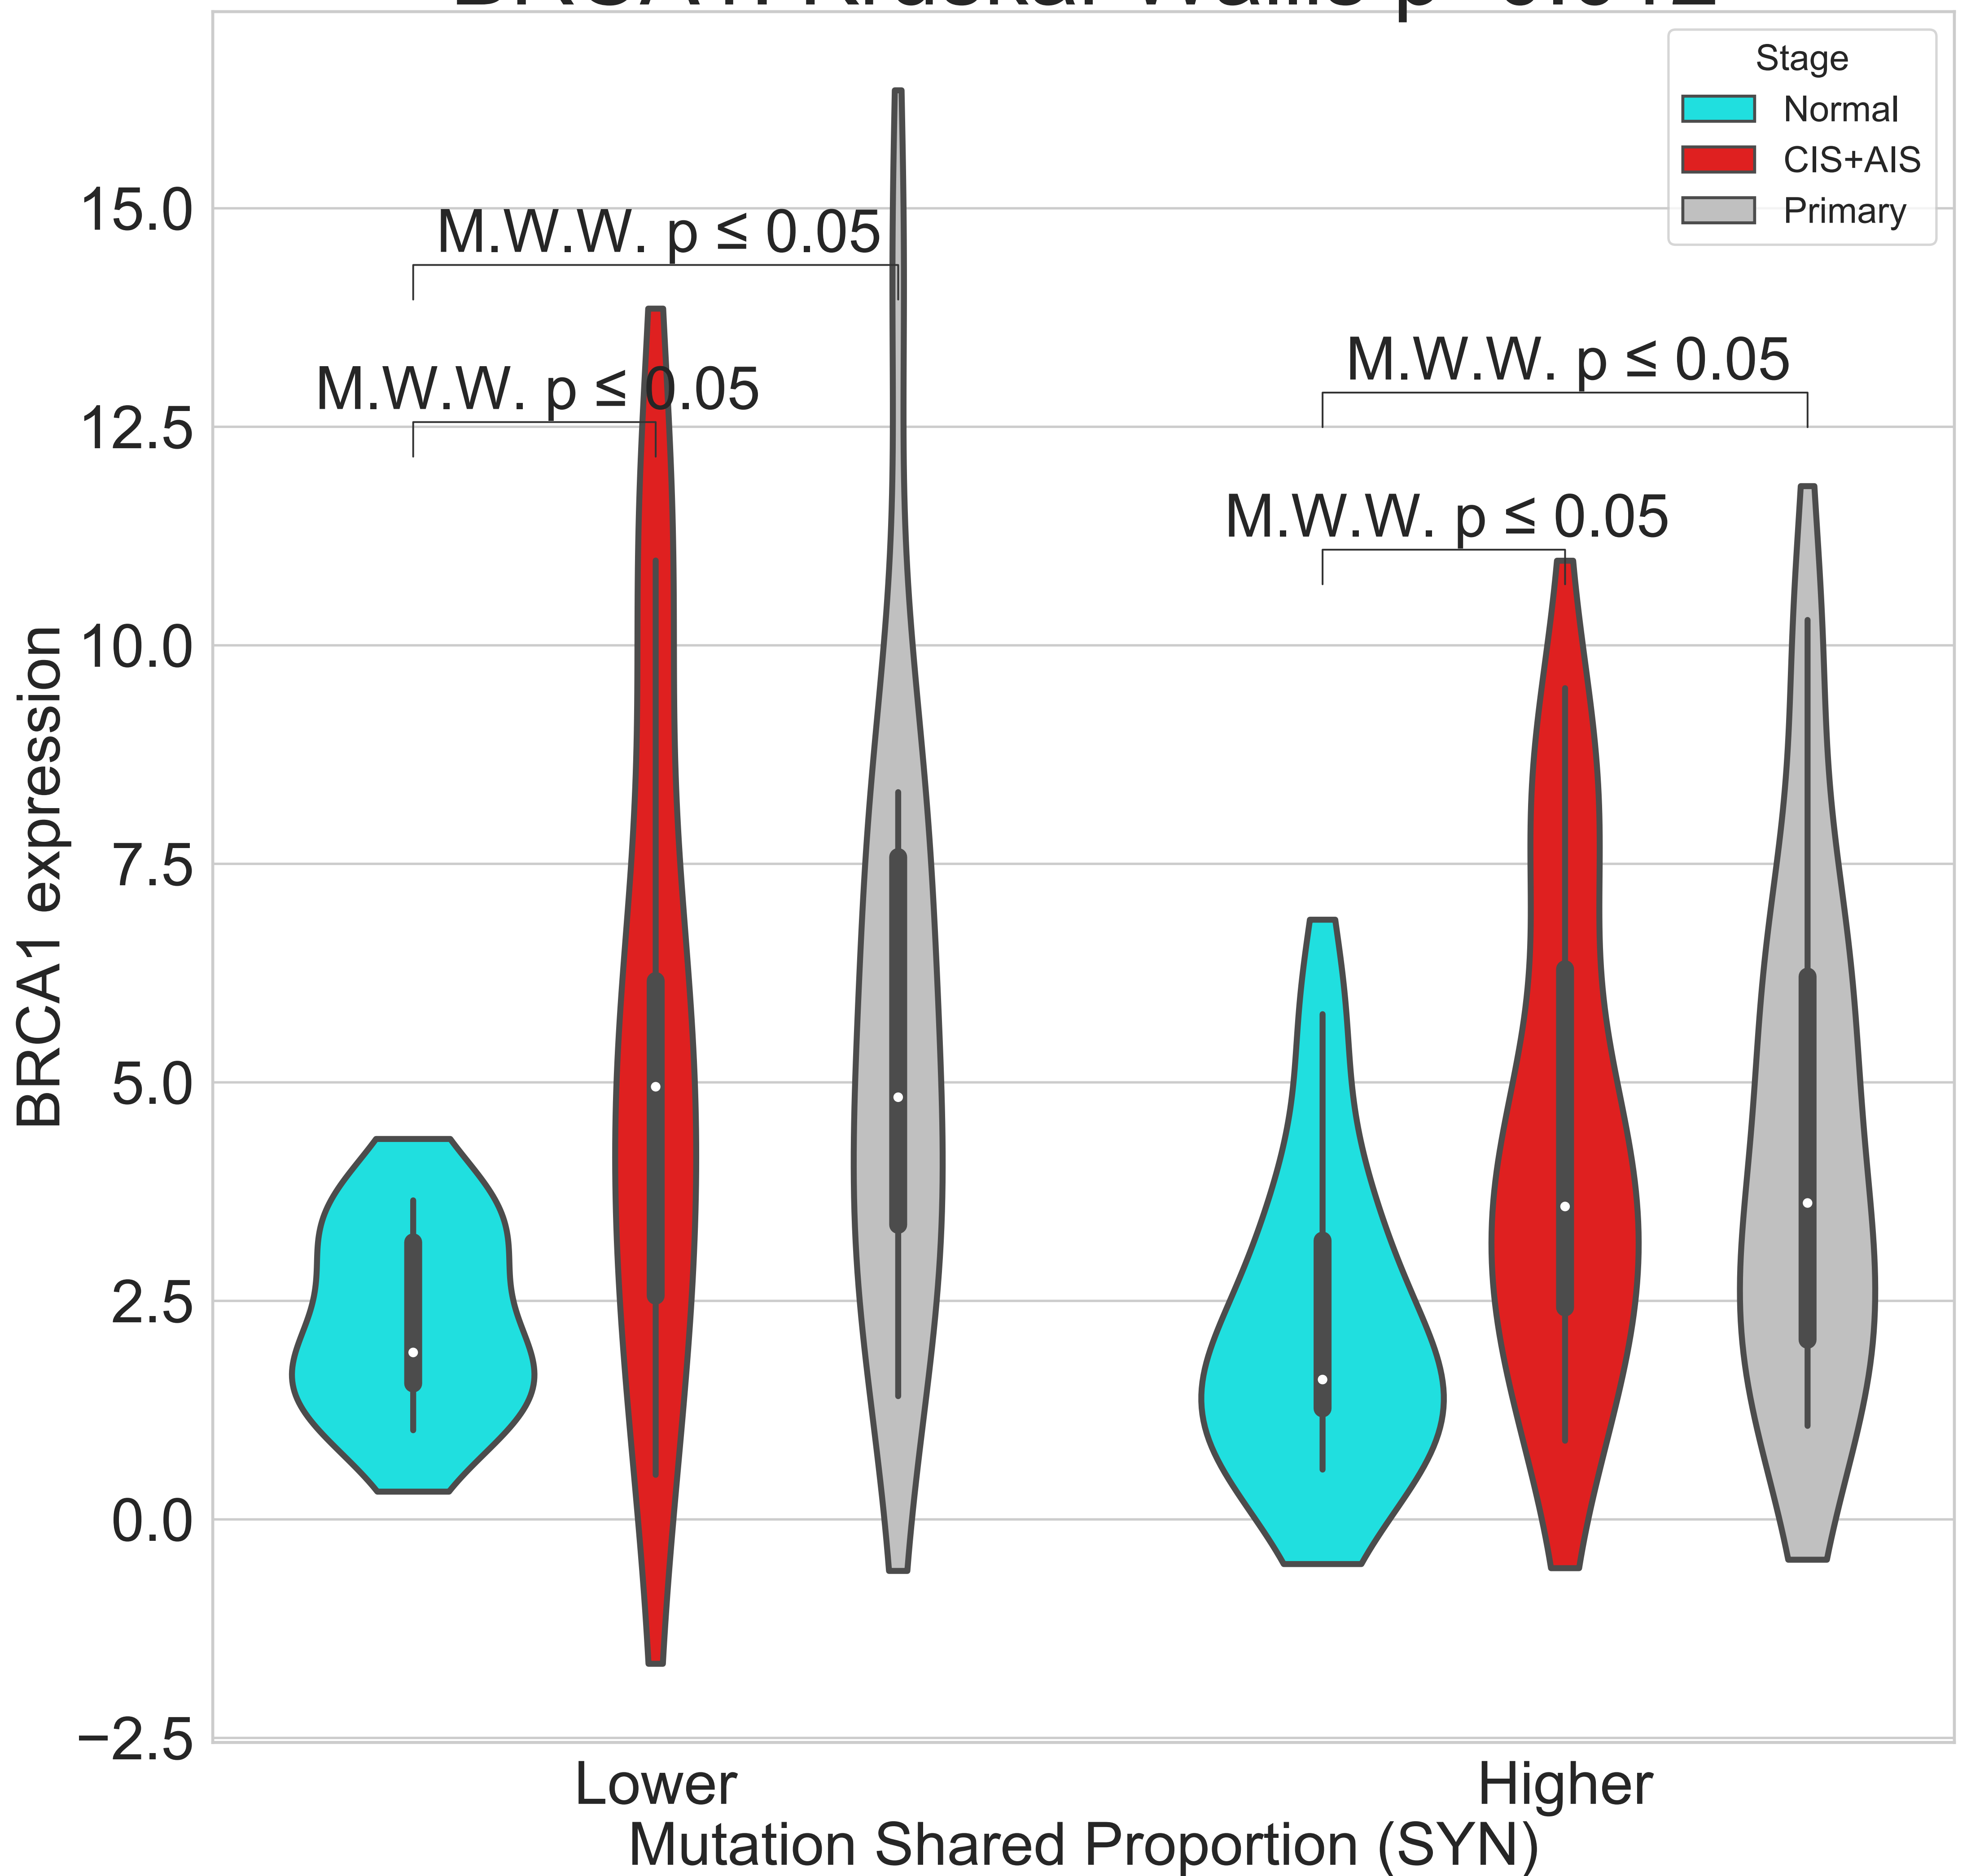 Stage
Normal
CIS+AIS
Primary
15.0
12.5
10.0
7.5
5.0
2.5
0.0
−2.5
BRCA1 expression
M.W.W. p ≤ 0.05
M.W.W. p ≤ 0.05
M.W.W. p ≤ 0.05
M.W.W. p ≤ 0.05
Lower
Higher
Mutation Shared Proportion (SYN)